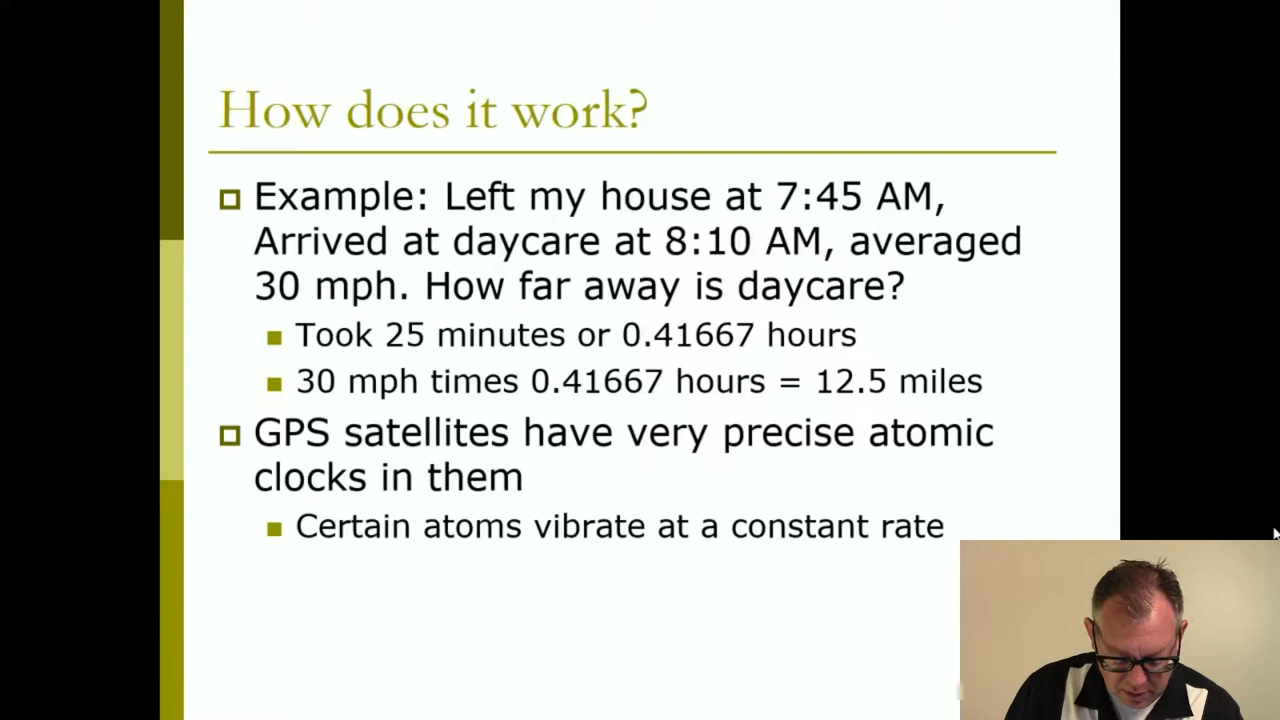 How does it work?
Example: Left my house at 7:45 AM,
Arrived at daycare at 8:10 AM, averaged
30 mph. How far away is daycare?
Took 25 minutes or 0.41667 hours
30 mph times 0.41667 hours = 12.5 miles
GPS satellites have very precise atomic
clocks in them
Certain atoms vibrate at a constant rate